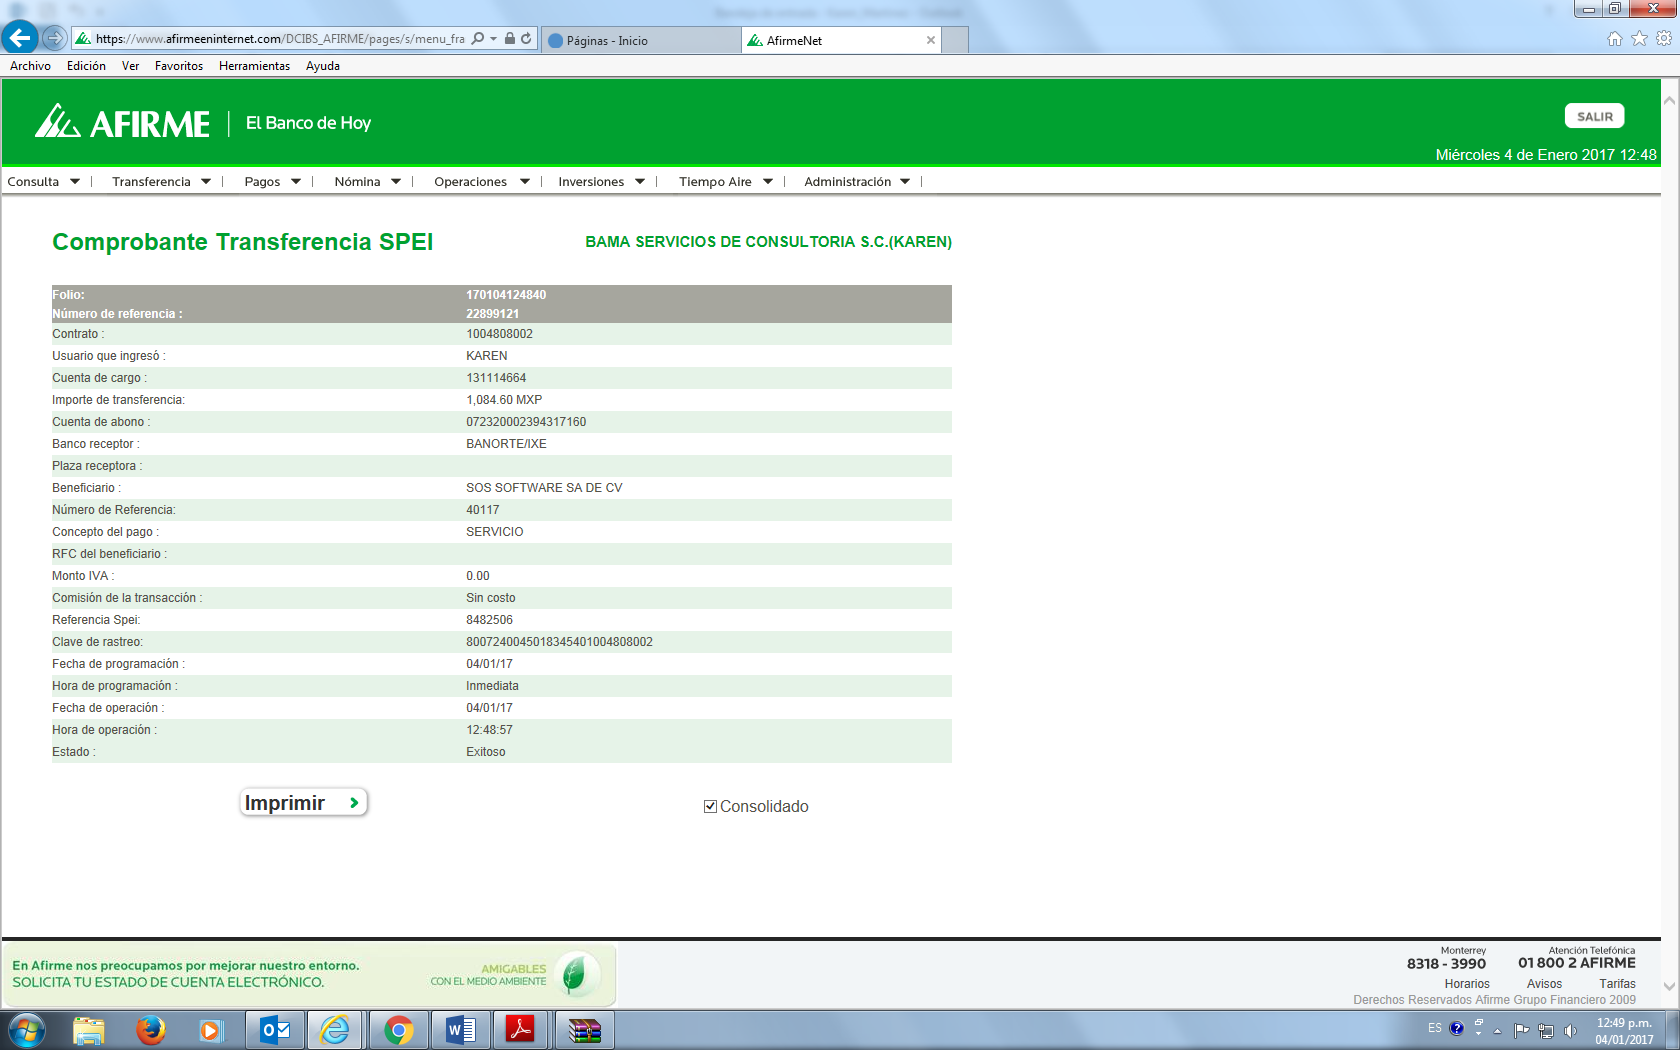 https://www.afirmeeninternet.com/DCIBS_AFIRME/pages/s/menu_fra
Páginas - Inicio
AfirmeNet
Archivo Edición Ver Favoritos Herramientas Ayuda
AFIRME | El Banco de Hoy
SALIR
Miércoles 4 de Enero 2017 12:48
Consulta | Transferencia | Pagos | Nómina | Operaciones | Inversiones | Tiempo Aire | Administración |
Comprobante Transferencia SPEI BAMA SERVICIOS DE CONSULTORIA S.C.(KAREN)
Folio: 170104124840
Número de referencia : 22899121
Contrato : 1004808002
Usuario que ingresó : KAREN
Cuenta de cargo : 131114664
Importe de transferencia: 1,084.60 MXP
Cuenta de abono : 072320002394317160
Banco receptor : BANORTE/IXE
Plaza receptora :
Beneficiario : SOS SOFTWARE SA DE CV
Número de Referencia: 40117
Concepto del pago : SERVICIO
RFC del beneficiario :
Monto IVA : 0.00
Comisión de la transacción : Sin costo
Referencia Spei: 8482506
Clave de rastreo: 8007240045018345401004808002
Fecha de programación : 04/01/17
Hora de programación : Inmediata
Fecha de operación : 04/01/17
Hora de operación : 12:48:57
Estado : Exitoso
Imprimir
Consolidado
En Afirme nos preocupamos por mejorar nuestro entorno.
SOLICITA TU ESTADO DE CUENTA ELECTRÓNICO.
AMIGABLES
CON EL MEDIO AMBIENTE
Monterrey Atención Telefónica
8318 - 3990 01 800 2 AFIRME
Horarios Avisos Tarifas
Derechos Reservados Afirme Grupo Financiero 2009
ES
12:49 p.m.
04/01/2017